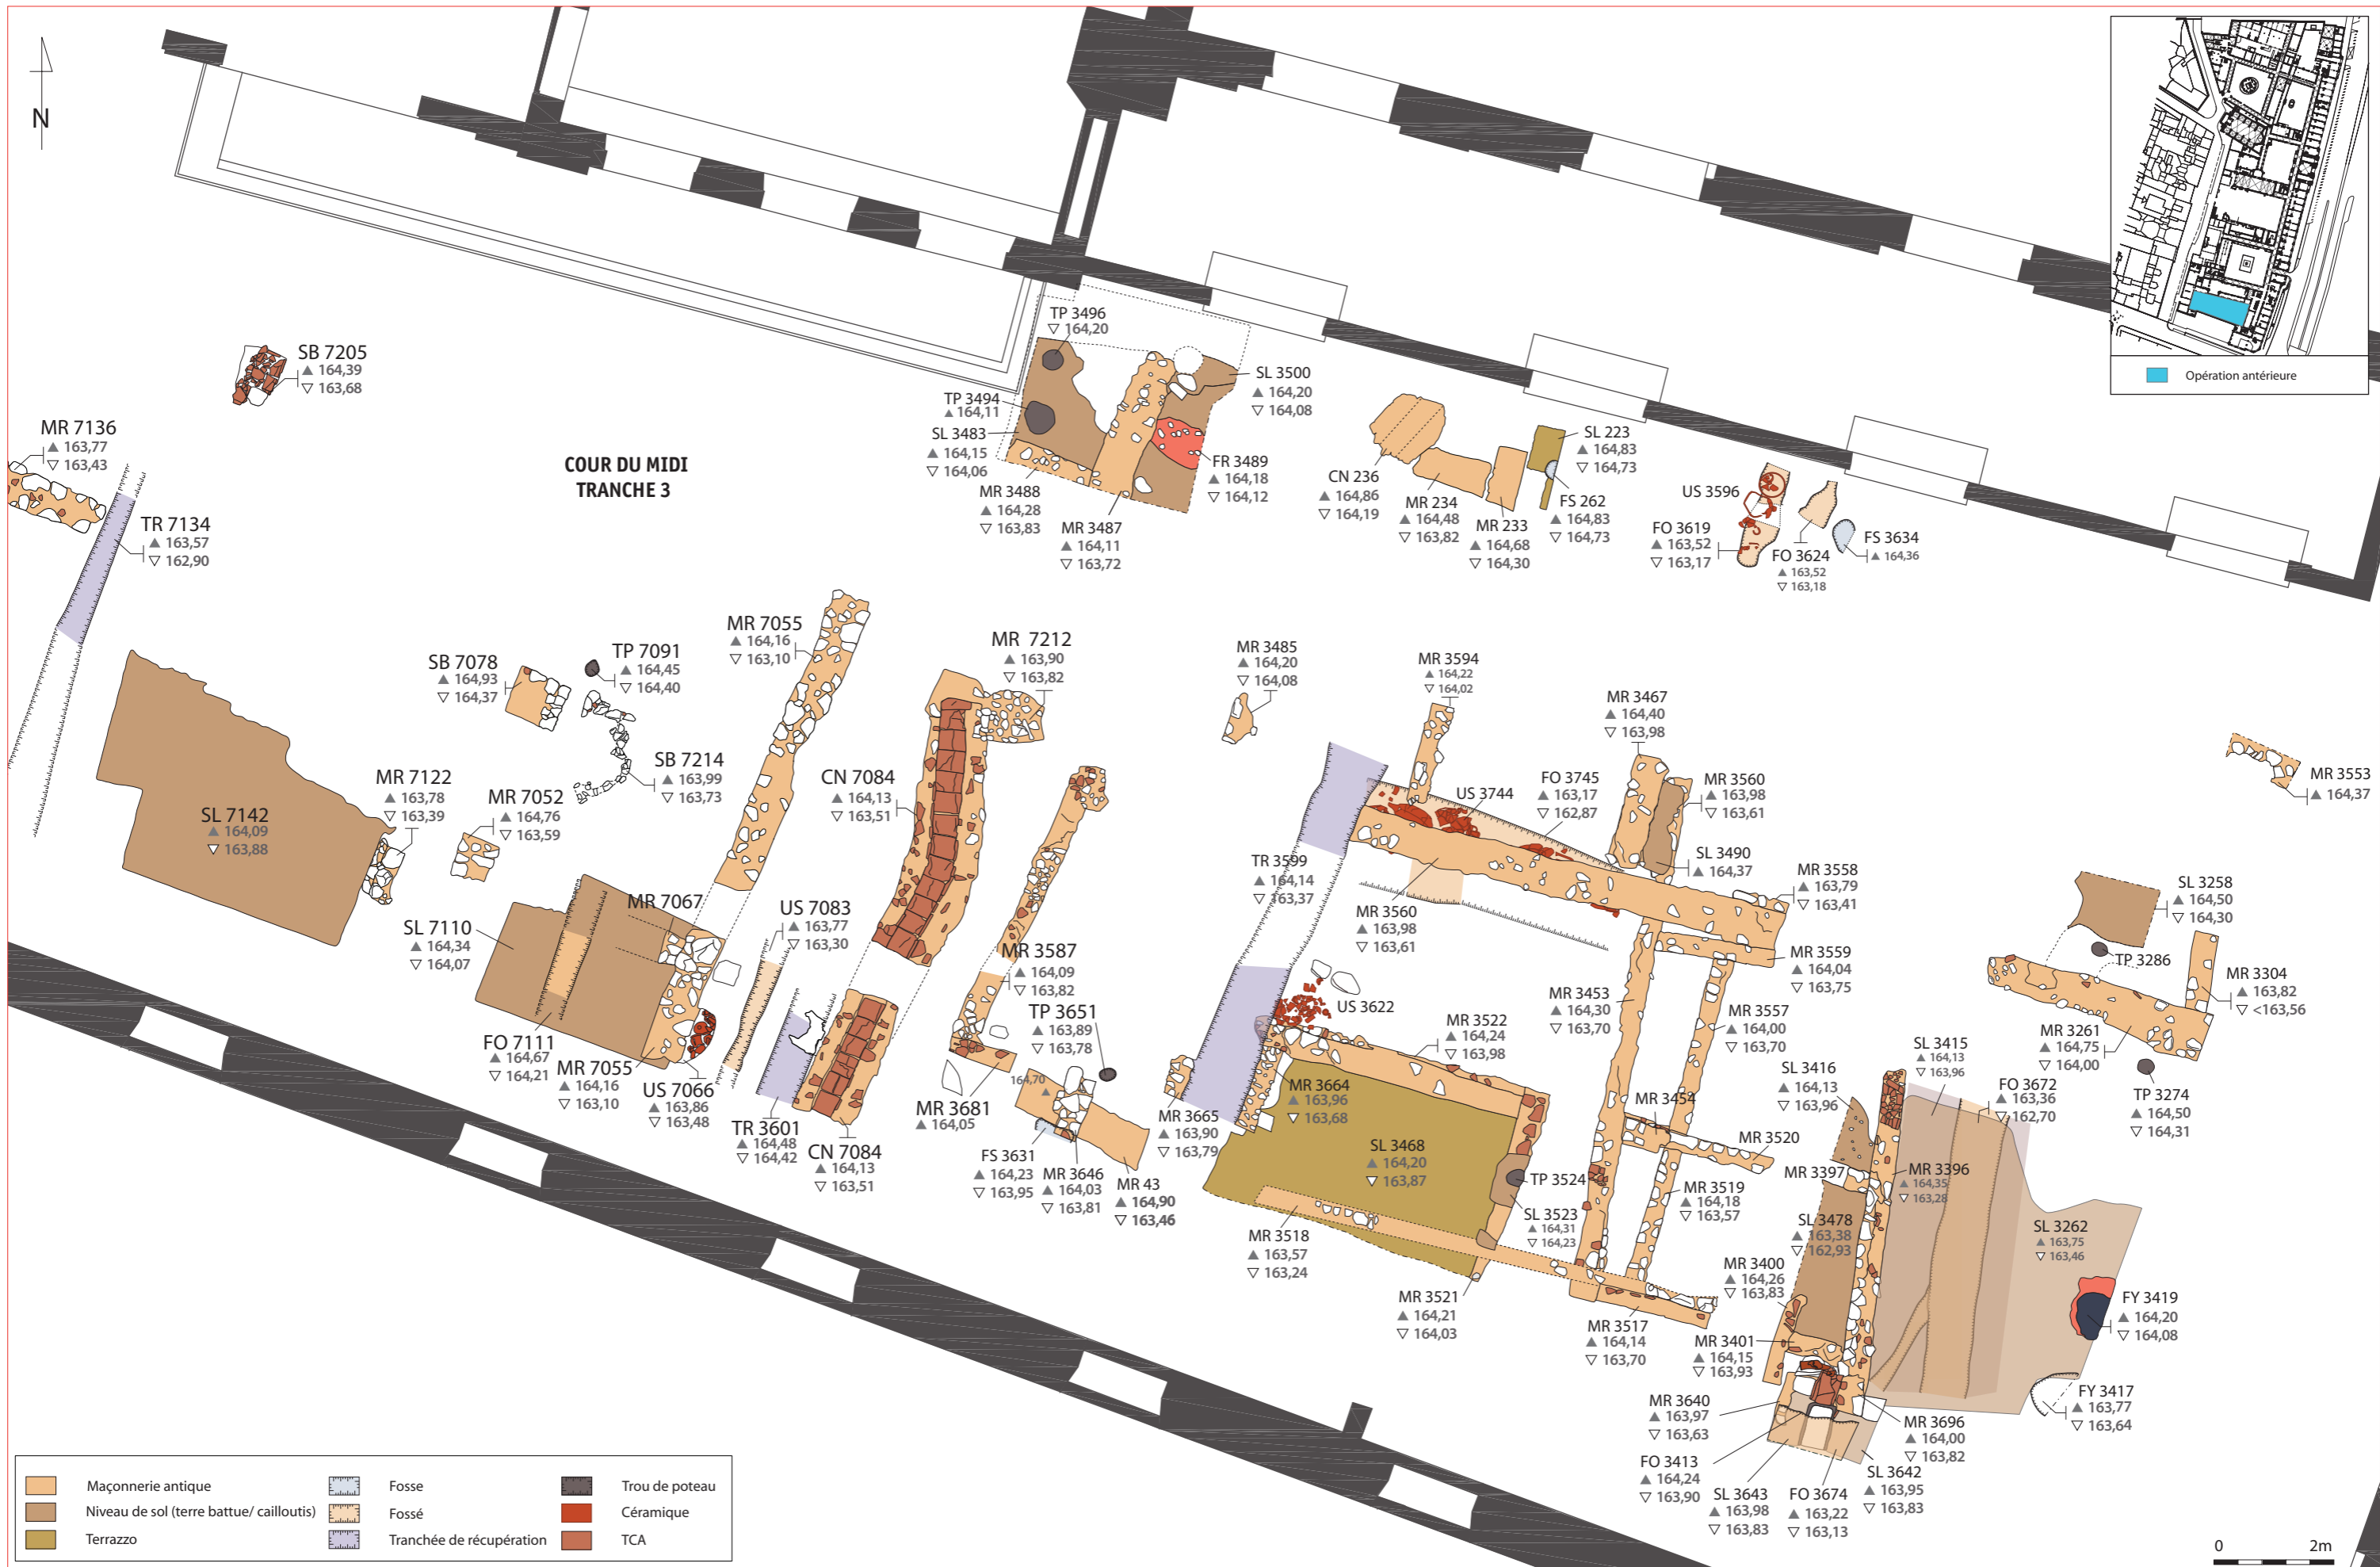 N
Opération antérieure
COUR DU MIDI
TRANCHE 3
TP 3496
▽ 164,20
SB 7205
▲ 164,39
▽ 163,68
SL 3500
▲ 164,20
▽ 164,08
TP 3494
▲ 164,11
SL 3483
▲ 164,15
▽ 164,06
MR 7136
▲ 163,77
▽ 163,43
FR 3489
▲ 164,18
▽ 164,12
MR 3488
▲ 164,28
▽ 163,83
MR 3487
▲ 164,11
▽ 163,72
CN 236
▲ 164,86
▽ 164,19
MR 234
▲ 164,48
▽ 163,82
MR 233
▲ 164,68
▽ 164,30
SL 223
▲ 164,83
▽ 164,73
FS 262
▲ 164,83
▽ 164,73
US 3596
FO 3619
▲ 163,52
▽ 163,17
FO 3624
▲ 163,52
▽ 163,18
FS 3634
▲ 164,36
TR 7134
▲ 163,57
▽ 162,90
MR 7055
▲ 164,16
▽ 163,10
MR 7212
▲ 163,90
▽ 163,82
TP 7091
▲ 164,45
▽ 164,40
SB 7078
▲ 164,93
▽ 164,37
MR 3485
▲ 164,20
▽ 164,08
MR 3594
▲ 164,22
▽ 164,02
MR 3467
▲ 164,40
▽ 163,98
SB 7214
▲ 163,99
▽ 163,73
MR 7122
▲ 163,78
▽ 163,39
MR 7052
▲ 164,76
▽ 163,59
CN 7084
▲ 164,13
▽ 163,51
SL 7142
▲ 164,09
▽ 163,88
US 3744
FO 3745
▲ 163,17
▽ 162,87
MR 3560
▲ 163,98
▽ 163,61
MR 3553
▲ 164,37
SL 3490
▲ 164,37
MR 3558
▲ 163,79
▽ 163,41
TR 3599
▲ 164,14
▽ 163,37
MR 3560
▲ 163,98
▽ 163,61
SL 3258
▲ 164,50
▽ 164,30
MR 7067
US 7083
▲ 163,77
▽ 163,30
SL 7110
▲ 164,34
▽ 164,07
MR 3587
▲ 164,09
▽ 163,82
MR 3559
▲ 164,04
▽ 163,75
TP 3286
MR 3304
▲ 163,82
▽ <163,56
MR 3453
▲ 164,30
▽ 163,70
MR 3557
▲ 164,00
▽ 163,70
US 3622
TP 3651
▲ 163,89
▽ 163,78
MR 3522
▲ 164,24
▽ 163,98
MR 3261
▲ 164,75
▽ 164,00
SL 3415
▲ 164,13
▽ 163,96
SL 3416
▲ 164,13
▽ 163,96
FO 3672
▲ 163,36
▽ 162,70
TP 3274
▲ 164,50
▽ 164,31
FO 7111
▲ 164,67
▽ 164,21
MR 7055
▲ 164,16
▽ 163,10
US 7066
▲ 163,86
▽ 163,48
164,70
▲
MR 3681
▲ 164,05
MR 3664
▲ 163,96
▽ 163,68
MR 3665
▲ 163,90
▽ 163,79
MR 3454
MR 3520
TR 3601
▲ 164,48
▽ 164,42
CN 7084
▲ 164,13
▽ 163,51
FS 3631
▲ 164,23
▽ 163,95
MR 3646
▲ 164,03
▽ 163,81
MR 43
▲ 164,90
▽ 163,46
SL 3468
▲ 164,20
▽ 163,87
TP 3524
SL 3523
▲ 164,31
▽ 164,23
MR 3519
▲ 164,18
▽ 163,57
MR 3397
MR 3396
▲ 164,35
▽ 163,28
SL 3478
▲ 163,38
▽ 162,93
SL 3262
▲ 163,75
▽ 163,46
MR 3518
▲ 163,57
▽ 163,24
MR 3400
▲ 164,26
▽ 163,83
MR 3521
▲ 164,21
▽ 164,03
MR 3517
▲ 164,14
▽ 163,70
MR 3401
▲ 164,15
▽ 163,93
FY 3419
▲ 164,20
▽ 164,08
FY 3417
▲ 163,77
▽ 163,64
MR 3640
▲ 163,97
▽ 163,63
MR 3696
▲ 164,00
▽ 163,82
FO 3413
▲ 164,24
▽ 163,90
SL 3643
▲ 163,98
▽ 163,83
FO 3674
▲ 163,22
▽ 163,13
SL 3642
▲ 163,95
▽ 163,83
Maçonnerie antique
Niveau de sol (terre battue/ cailloutis)
Terrazzo
Fosse
Fossé
Tranchée de récupération
Trou de poteau
Céramique
TCA
0 2m